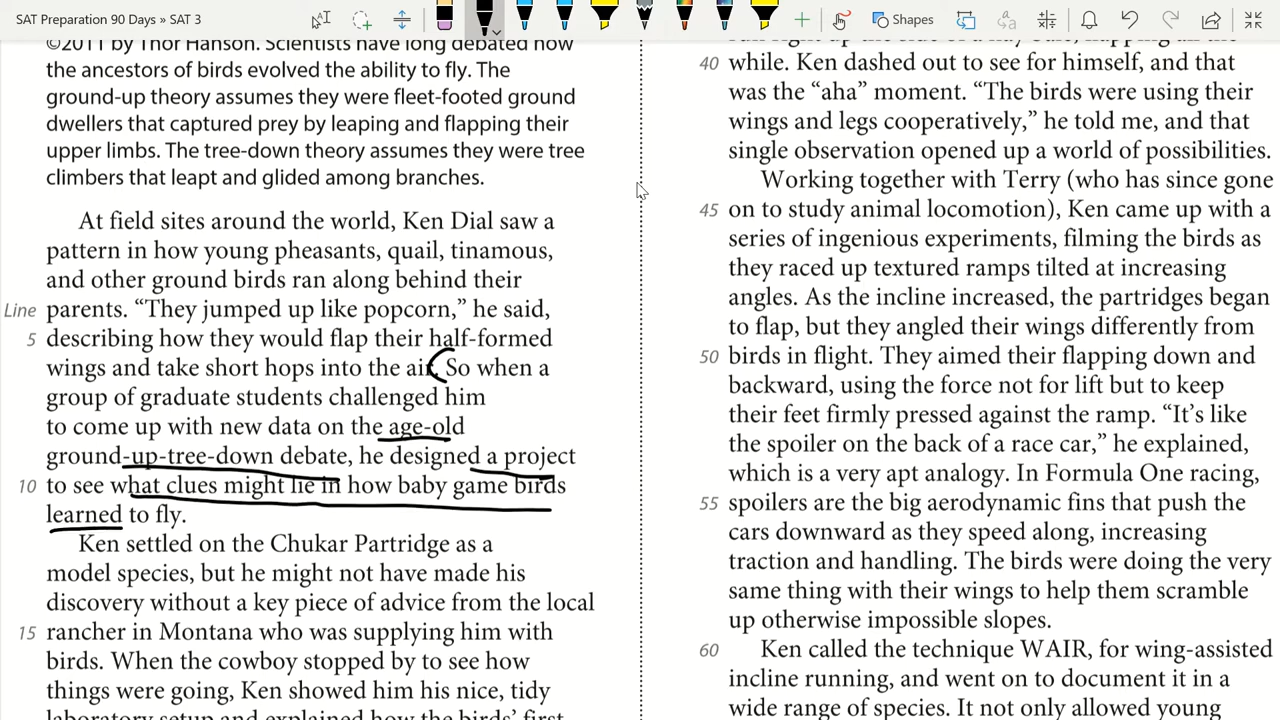 SAT Preparation 90 Days » SAT 3
Shapes
©2011 by Thor Hanson. Scientists have long debated how
the ancestors of birds evolved the ability to fly. The
ground-up theory assumes they were fleet-footed ground
dwellers that captured prey by leaping and flapping their
upper limbs. The tree-down theory assumes they were tree
climbers that leapt and glided among branches.
At field sites around the world, Ken Dial saw a
pattern in how young pheasants, quail, tinamous,
and other ground birds ran along behind their
Line parents. “They jumped up like popcorn,” he said,
5 describing how they would flap their half-formed
wings and take short hops into the air. So when a
group of graduate students challenged him
to come up with new data on the age-old
ground-up-tree-down debate, he designed a project
10 to see what clues might lie in how baby game birds
learned to fly.
Ken settled on the Chukar Partridge as a
model species, but he might not have made his
discovery without a key piece of advice from the local
15 rancher in Montana who was supplying him with
birds. When the cowboy stopped by to see how
things were going, Ken showed him his nice, tidy
laboratory setup and explained how the birds’ first
40 while. Ken dashed out to see for himself, and that
was the “aha” moment. “The birds were using their
wings and legs cooperatively,” he told me, and that
single observation opened up a world of possibilities.
Working together with Terry (who has since gone
45 on to study animal locomotion), Ken came up with a
series of ingenious experiments, filming the birds as
they raced up textured ramps tilted at increasing
angles. As the incline increased, the partridges began
to flap, but they angled their wings differently from
50 birds in flight. They aimed their flapping down and
backward, using the force not for lift but to keep
their feet firmly pressed against the ramp. “It’s like
the spoiler on the back of a race car,” he explained,
which is a very apt analogy. In Formula One racing,
55 spoilers are the big aerodynamic fins that push the
cars downward as they speed along, increasing
traction and handling. The birds were doing the very
same thing with their wings to help them scramble
up otherwise impossible slopes.
60 Ken called the technique WAIR, for wing-assisted
incline running, and went on to document it in a
wide range of species. It not only allowed young